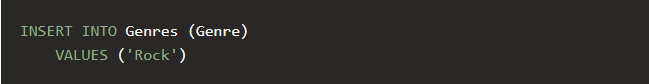 INSERT INTO Genres (Genre)
    VALUES ('Rock')